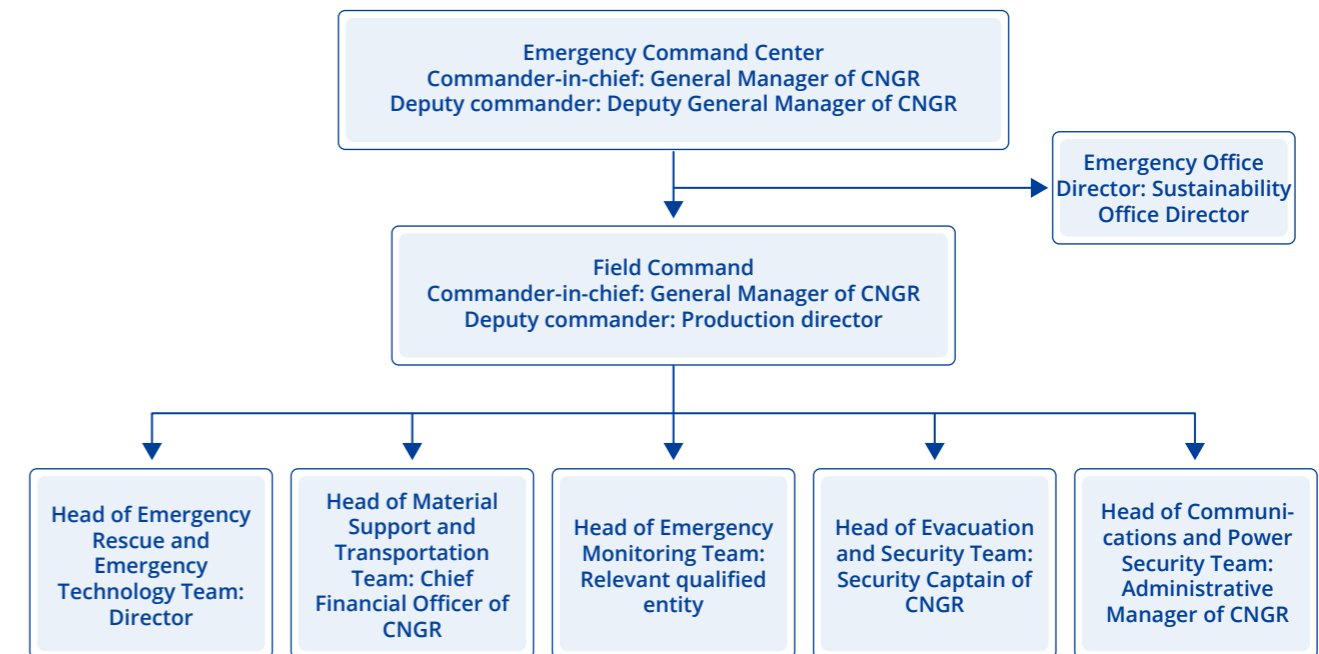 Emergency Command Center
Commander-in-chief: General Manager of CNGR
Deputy commander: Deputy General Manager of CNGR
Emergency Office
Director: Sustainability
Office Director
Field Command
Commander-in-chief: General Manager of CNGR
Deputy commander: Production director
Head of Emergency
Rescue and
Emergency
Technology Team:
Director
Head of Material
Support and
Transportation
Team: Chief
Financial Officer of
CNGR
Head of Emergency
Monitoring Team:
Relevant qualified
entity
Head of Evacuation
and Security Team:
Security Captain of
CNGR
Head of Communi-
cations and Power
Security Team:
Administrative
Manager of CNGR